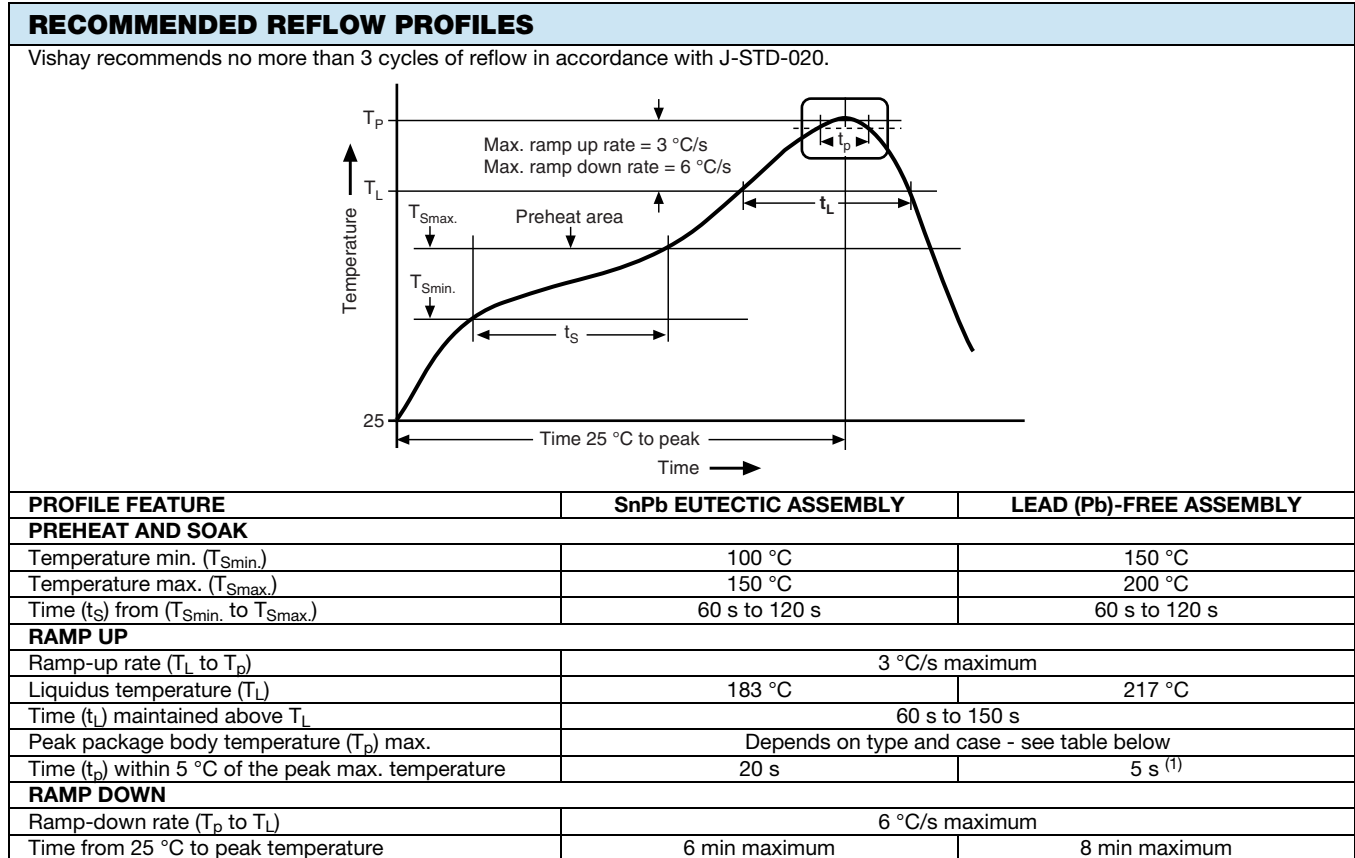 RECOMMENDED REFLOW PROFILES
Vishay recommends no more than 3 cycles of reflow in accordance with J-STD-020.
TP
Max. ramp up rate = 3 °C/s
Max. ramp down rate = 6 °C/s
tp
TL
tL
TSmax.
Preheat area
Temperature
TSmin.
tS
25
Time 25 °C to peak
Time
PROFILE FEATURE SnPb EUTECTIC ASSEMBLY LEAD (Pb)-FREE ASSEMBLY
PREHEAT AND SOAK
Temperature min. (TSmin.) 100 °C 150 °C
Temperature max. (TSmax.) 150 °C 200 °C
Time (tS) from (TSmin. to TSmax.) 60 s to 120 s 60 s to 120 s
RAMP UP
Ramp-up rate (TL to Tp) 3 °C/s maximum
Liquidus temperature (TL) 183 °C 217 °C
Time (tL) maintained above TL 60 s to 150 s
Peak package body temperature (Tp) max. Depends on type and case - see table below
Time (tp) within 5 °C of the peak max. temperature 20 s 5 s (1)
RAMP DOWN
Ramp-down rate (Tp to TL) 6 °C/s maximum
Time from 25 °C to peak temperature 6 min maximum 8 min maximum